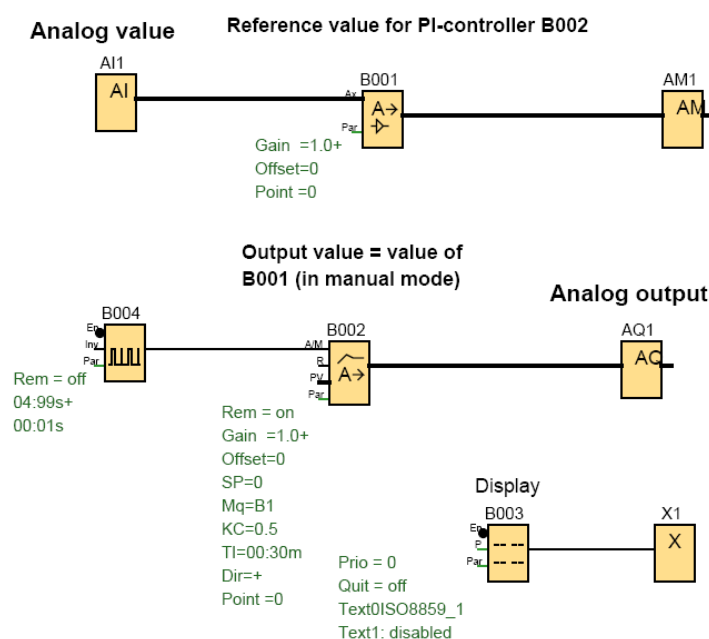 Analog value
Reference value for PI-controller B002
AI1
AI
B001
Ax
Par
A→
AM1
AM
Gain =1.0+
Offset=0
Point =0
Output value = value of
B001 (in manual mode)
Analog output
B004
En
Inv
Par
Rem = off
04:99s+
00:01s
B002
A/M
R
PV
Par
A→
AQ1
AQ
Rem = on
Gain =1.0+
Offset=0
SP=0
Mq=B1
KC=0.5
TI=00:30m
Dir=+
Point =0
Display
B003
En
P
Par
X1
X
Prio = 0
Quit = off
Text0ISO8859_1
Text1: disabled